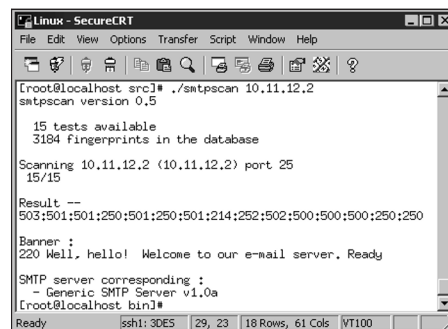 Linux - SecureCRT
File Edit View Options Transfer Script Window Help
[root@localhost src]# ./smtpscan 10.11.12.2
smtpscan version 0.5
15 tests available
3184 fingerprints in the database
Scanning 10.11.12.2 (10.11.12.2) port 25
15/15
Result --
503:501:501:250:501:250:501:214:252:502:500:500:500:250:250
Banner :
220 Well, hello! Welcome to our e-mail server. Ready
SMTP server corresponding :
- Generic SMTP Server v1.0a
[root@localhost bin]#
Ready ssh1: 3DES 29, 23 18 Rows, 61 Cols VT100